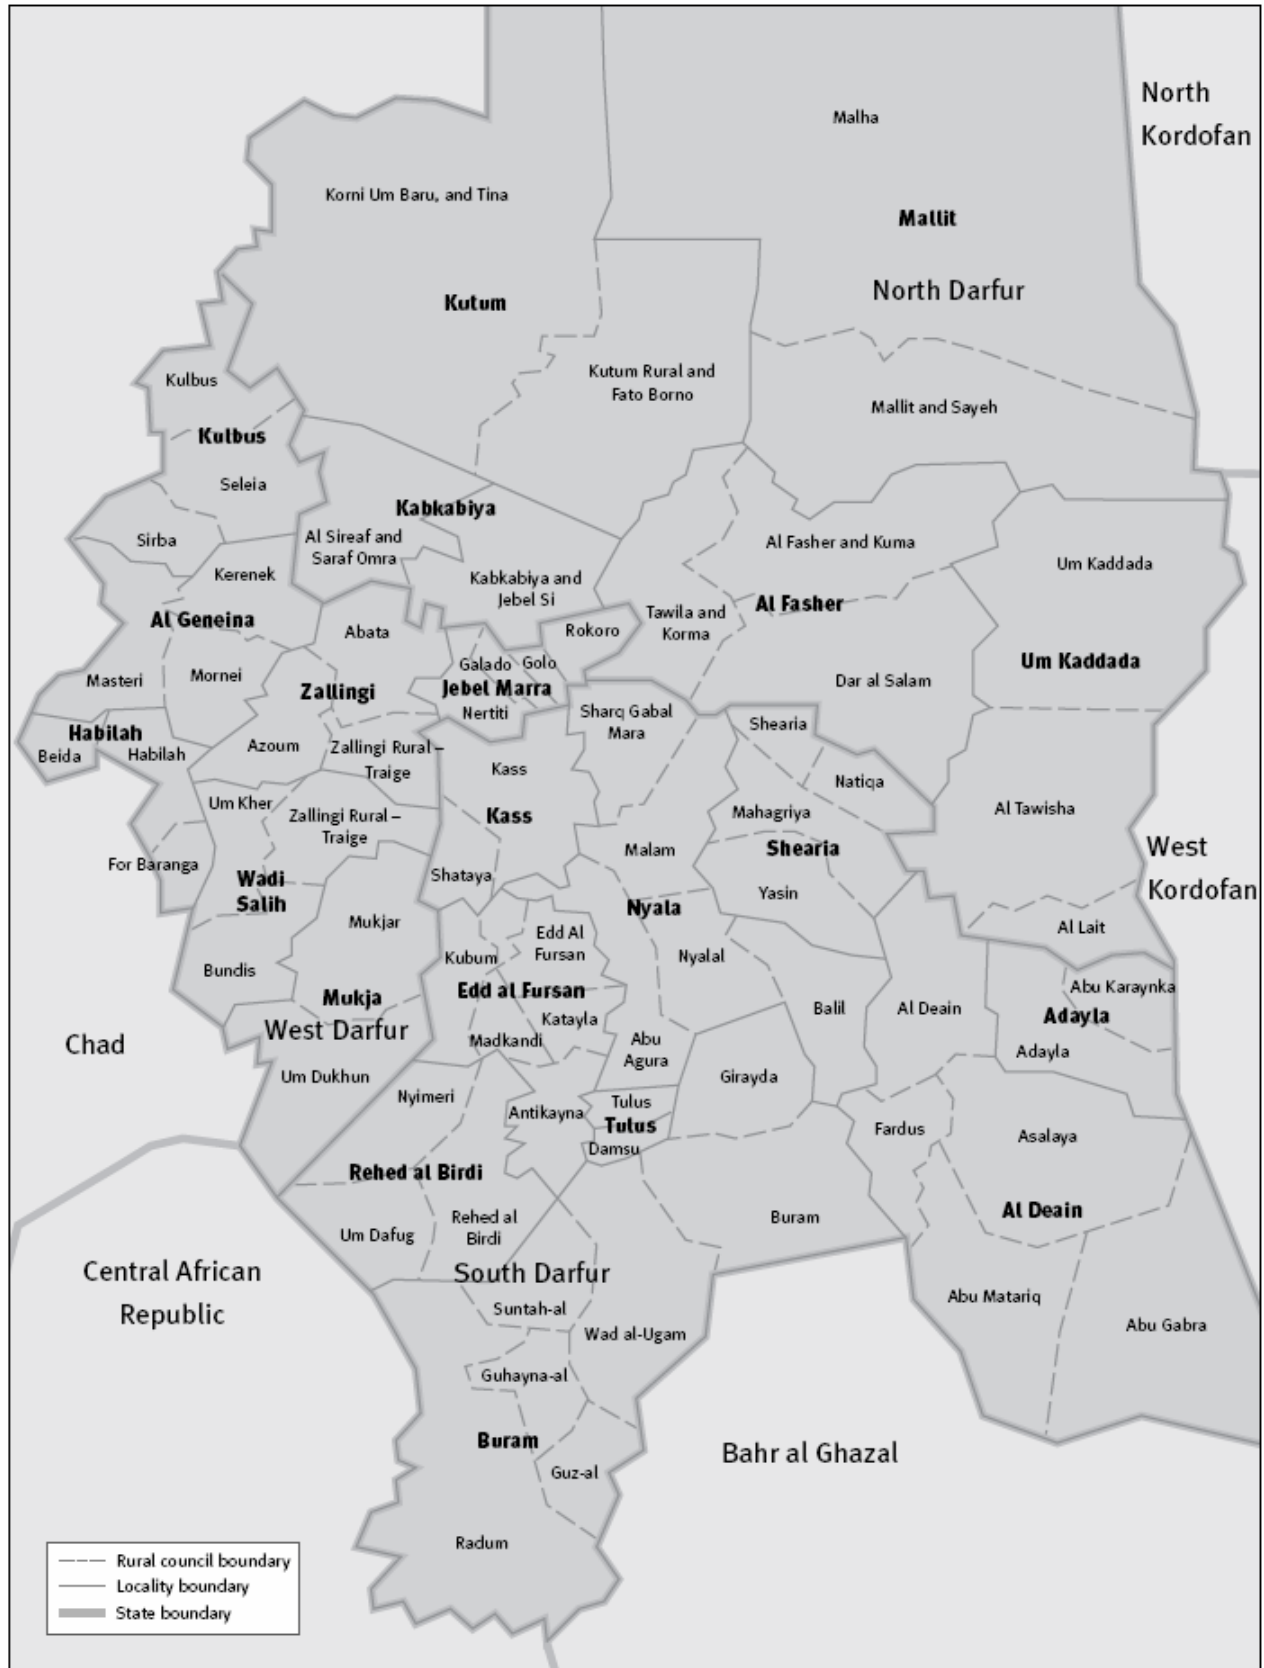 North
Kordofan
Malha
Korni Um Baru, and Tina
Mallit
North Darfur
Kutum
Kutum Rural and
Fato Borno
Kulbus
Mallit and Sayeh
Kulbus
Seleia
Kabkabiya
Al Sireaf and
Saraf Omra
Sirba
Al Fasher and Kuma
Um Kaddada
Kerenek
Kabkabiya and
Jebel Si
Al Fasher
Tawila and
Korma
Al Geneina
Abata
Rokoro
Um Kaddada
Galado
Golo
Masteri
Mornei
Zallingi
Jebel Marra
Nertiti
Dar al Salam
Sharq Gabal
Mara
Shearia
Habilah
Beida
Habilah
Azoum
Zallingi Rural –
Traige
Kass
Natiqa
Um Kher
Zallingi Rural –
Traige
Kass
Mahagriya
Al Tawisha
West
Kordofan
For Baranga
Malam
Shearia
Shataya
Wadi
Salih
Yasin
Nyala
Mukjar
Edd Al
Fursan
Al Lait
Kubum
Nyalal
Bundis
Edd al Fursan
Abu Karaynka
Mukja
Balil
Al Deain
Adayla
Katayla
West Darfur
Chad
Madkandi
Abu
Agura
Adayla
Um Dukhun
Girayda
Nyimeri
Antikayna
Tulus
Tulus
Damsu
Fardus
Asalaya
Rehed al Birdi
Al Deain
Um Dafug
Rehed al
Birdi
Buram
Central African
Republic
South Darfur
Suntah-al
Abu Matariq
Wad al-Ugam
Abu Gabra
Guhayna-al
Buram
Bahr al Ghazal
Guz-al
Radum
Rural council boundary
Locality boundary
State boundary